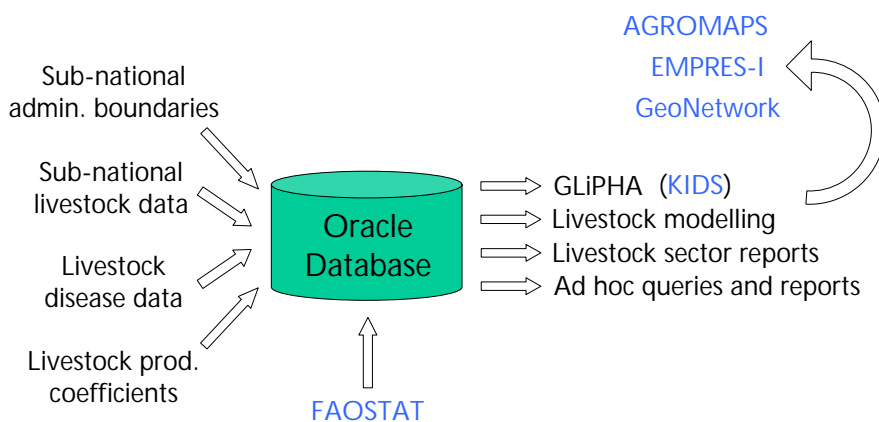 AGROMAPS
EMPRES-I
GeoNetwork
Sub-national
admin. boundaries
Sub-national
livestock data
Livestock
disease data
Livestock prod.
coefficients
Oracle
Database
FAOSTAT
GLiPHA (KIDS)
Livestock modelling
Livestock sector reports
Ad hoc queries and reports